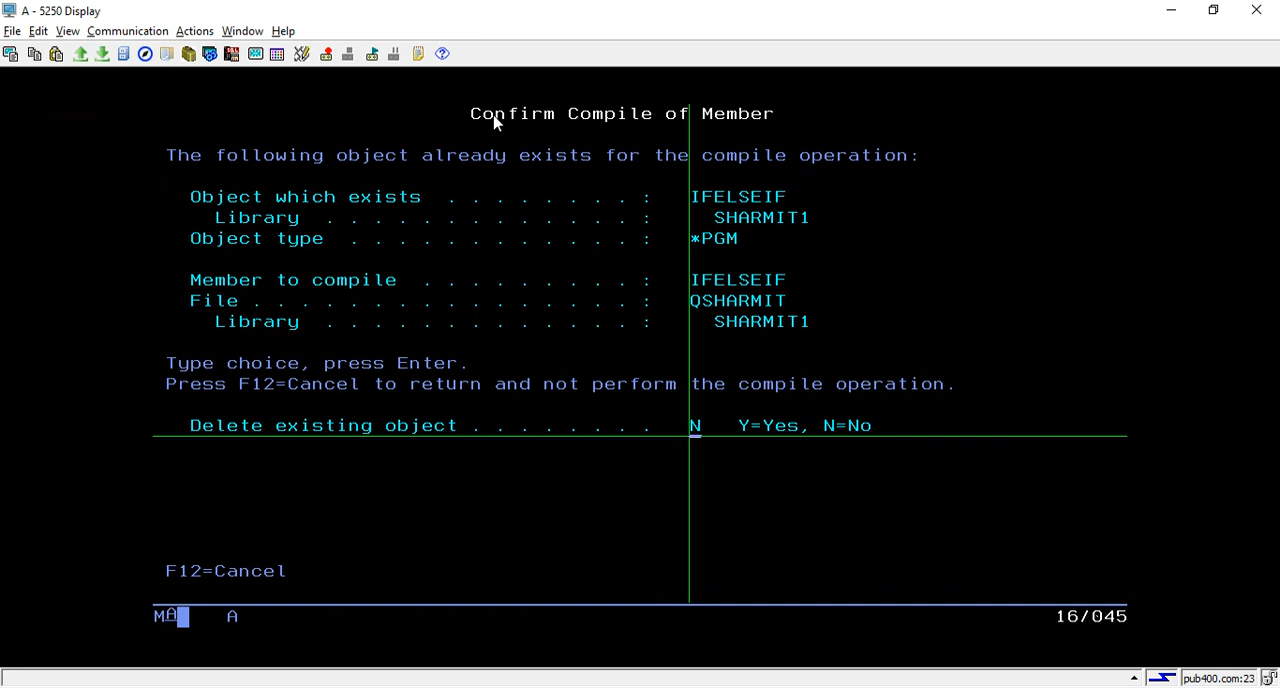 A - 5250 Display
File Edit View Communication Actions Window Help
Confirm Compile of Member
The following object already exists for the compile operation:
Object which exists . . . . . . . . : IFELSEIF
Library . . . . . . . . . . . . . . : SHARMIT1
Object type . . . . . . . . . . . . : *PGM
Member to compile . . . . . . . . . : IFELSEIF
File . . . . . . . . . . . . . . . . : QSHARMIT
Library . . . . . . . . . . . . . . : SHARMIT1
Type choice, press Enter.
Press F12=Cancel to return and not perform the compile operation.
Delete existing object . . . . . . . . N Y=Yes, N=No
F12=Cancel
MA A 16/045
pub400.com:23